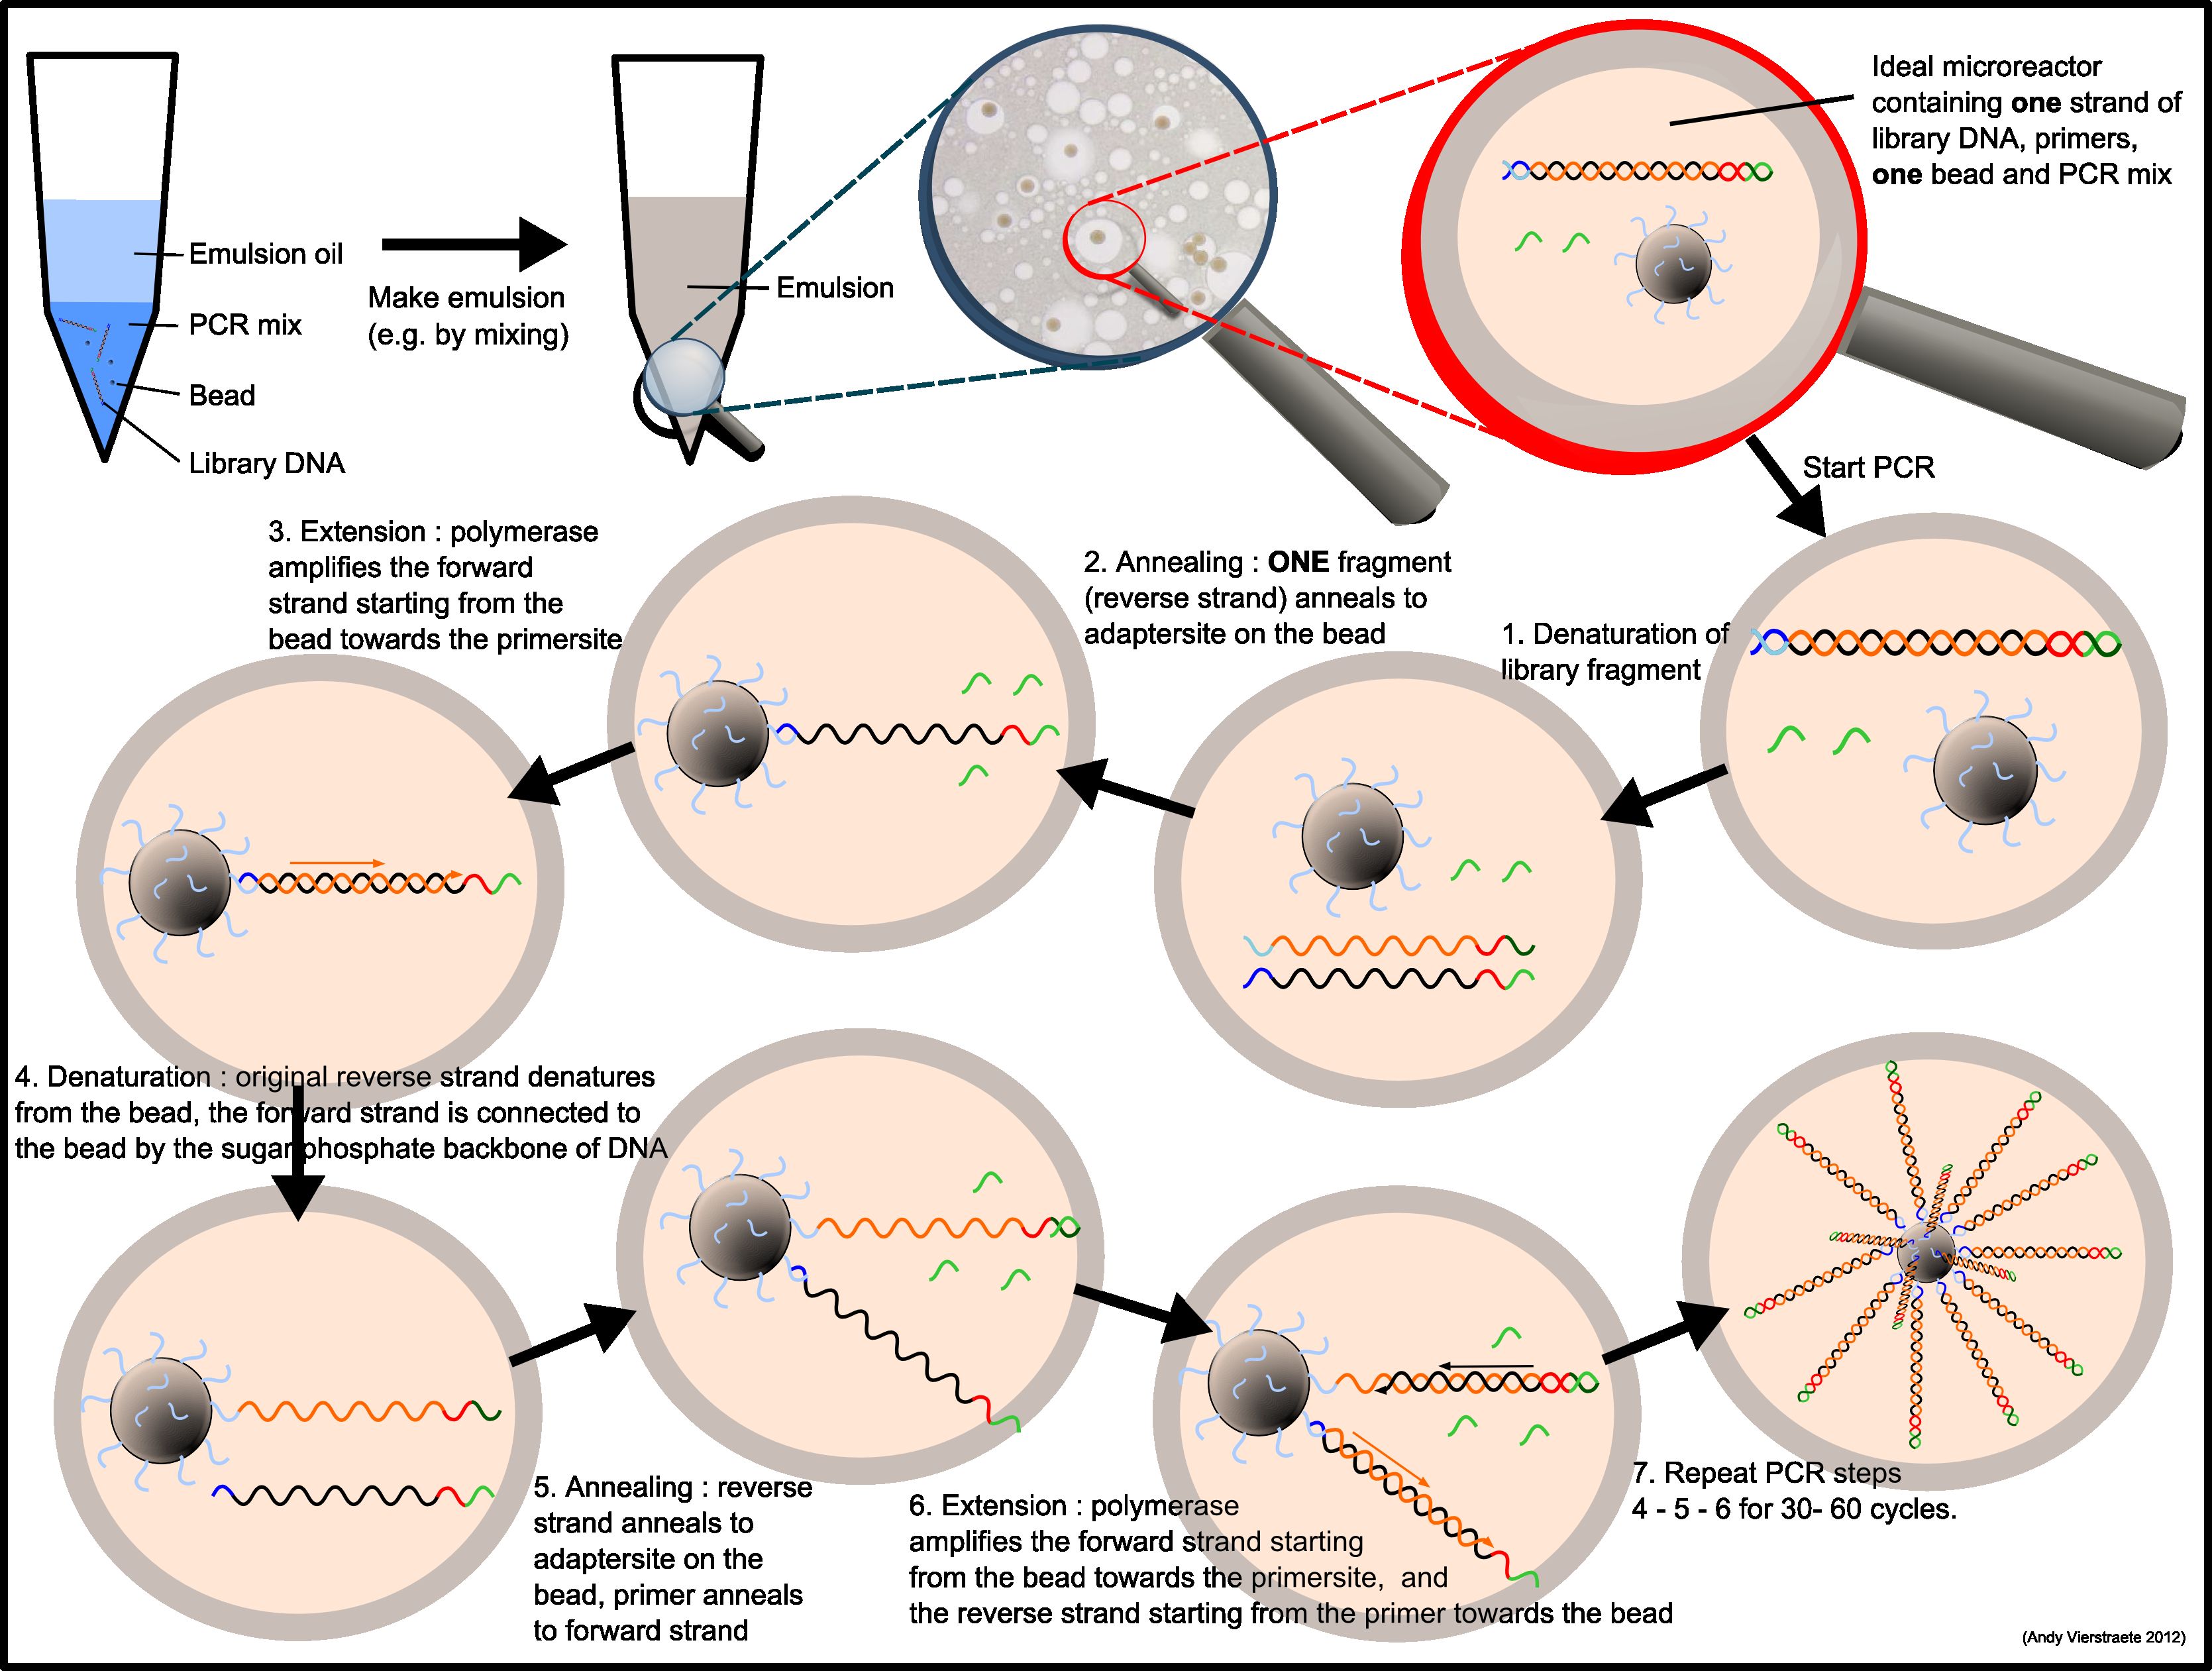 Emulsion oil
PCR mix
Bead
Library DNA
Make emulsion
(e.g. by mixing)
Emulsion
Ideal microreactor
containing one strand of
library DNA, primers,
one bead and PCR mix
Start PCR
1. Denaturation of
library fragment
2. Annealing : ONE fragment
(reverse strand) anneals to
adaptersite on the bead
3. Extension : polymerase
amplifies the forward
strand starting from the
bead towards the primersite
4. Denaturation : original reverse strand denatures
from the bead, the forward strand is connected to
the bead by the sugar phosphate backbone of DNA
5. Annealing : reverse
strand anneals to
adaptersite on the
bead, primer anneals
to forward strand
6. Extension : polymerase
amplifies the forward strand starting
from the bead towards the primersite, and
the reverse strand starting from the primer towards the bead
7. Repeat PCR steps
4 - 5 - 6 for 30- 60 cycles.
(Andy Vierstraete 2012)